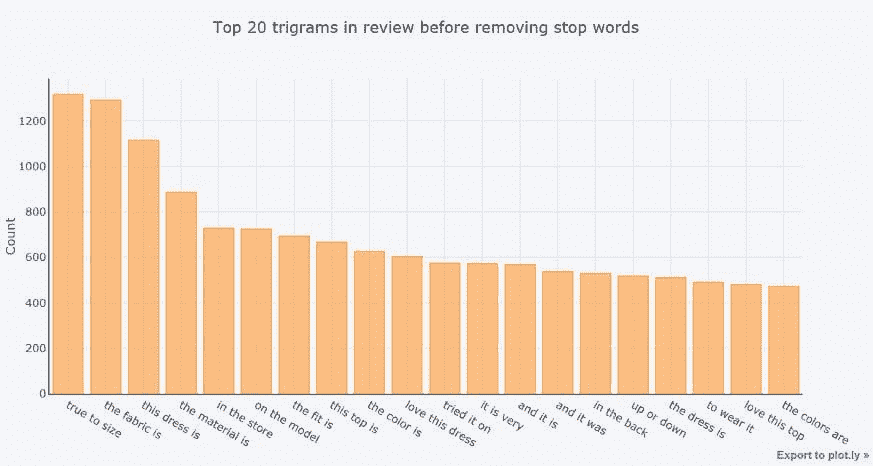 Top 20 trigrams in review before removing stop words
Count
1200
1000
800
600
400
200
0
true to size
the fabric is
this dress is
the material is
in the store
on the model
the fit is
this top is
the color is
love this dress
tried it on
it is very
and it is
and it was
in the back
up or down
the dress is
to wear it
love this top
the colors are
Export to plot.ly »